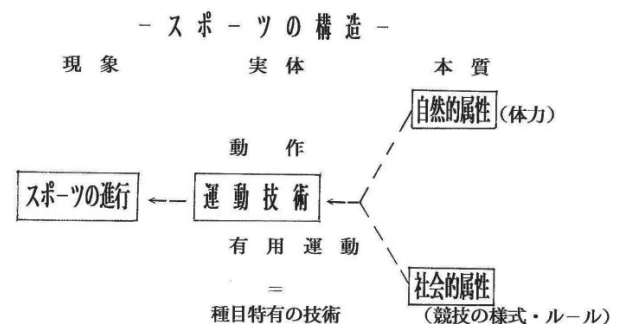 －スポーツの構造－
現象 実体 本質
自然的属性(体力)
動作
スポーツの進行 運動技術
有用運動
＝
社会的属性
種目特有の技術 (競技の様式・ルール)